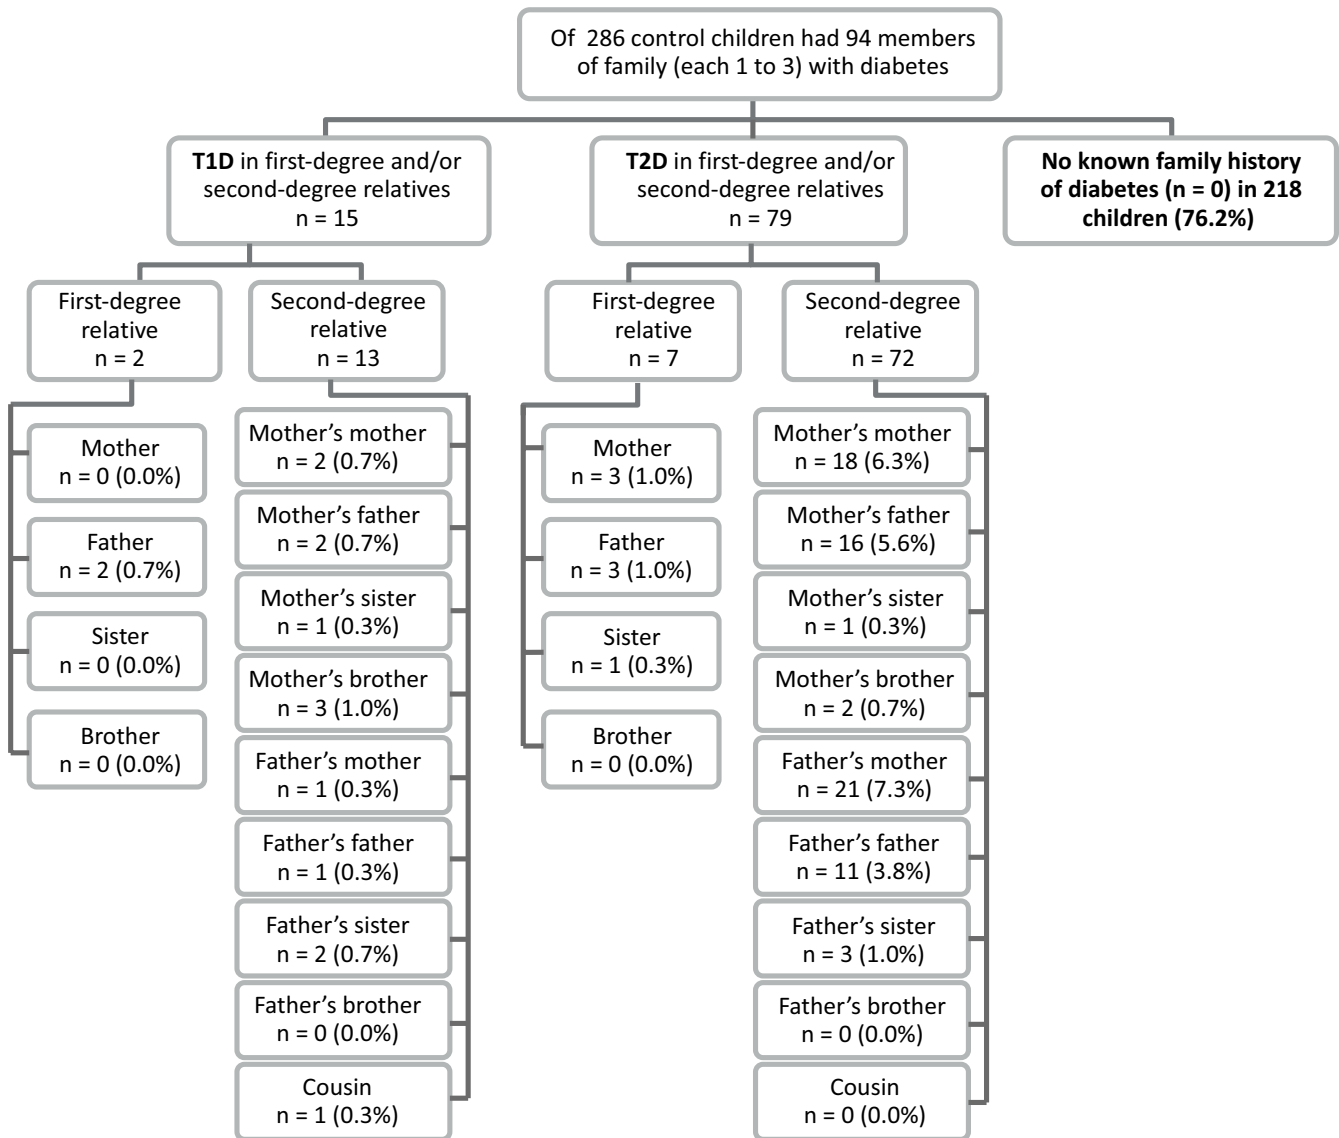 Of 286 control children had 94 members
of family (each 1 to 3) with diabetes
T1D in first-degree and/or
second-degree relatives
n = 15
T2D in first-degree and/or
second-degree relatives
n = 79
No known family history
of diabetes (n = 0) in 218
children (76.2%)
First-degree
relative
n = 2
Second-degree
relative
n = 13
First-degree
relative
n = 7
Second-degree
relative
n = 72
Mother
n = 0 (0.0%)
Father
n = 2 (0.7%)
Sister
n = 0 (0.0%)
Brother
n = 0 (0.0%)
Mother’s mother
n = 2 (0.7%)
Mother’s father
n = 2 (0.7%)
Mother’s sister
n = 1 (0.3%)
Mother’s brother
n = 3 (1.0%)
Father’s mother
n = 1 (0.3%)
Father’s father
n = 1 (0.3%)
Father’s sister
n = 2 (0.7%)
Father’s brother
n = 0 (0.0%)
Cousin
n = 1 (0.3%)
Mother
n = 3 (1.0%)
Father
n = 3 (1.0%)
Sister
n = 1 (0.3%)
Brother
n = 0 (0.0%)
Mother’s mother
n = 18 (6.3%)
Mother’s father
n = 16 (5.6%)
Mother’s sister
n = 1 (0.3%)
Mother’s brother
n = 2 (0.7%)
Father’s mother
n = 21 (7.3%)
Father’s father
n = 11 (3.8%)
Father’s sister
n = 3 (1.0%)
Father’s brother
n = 0 (0.0%)
Cousin
n = 0 (0.0%)